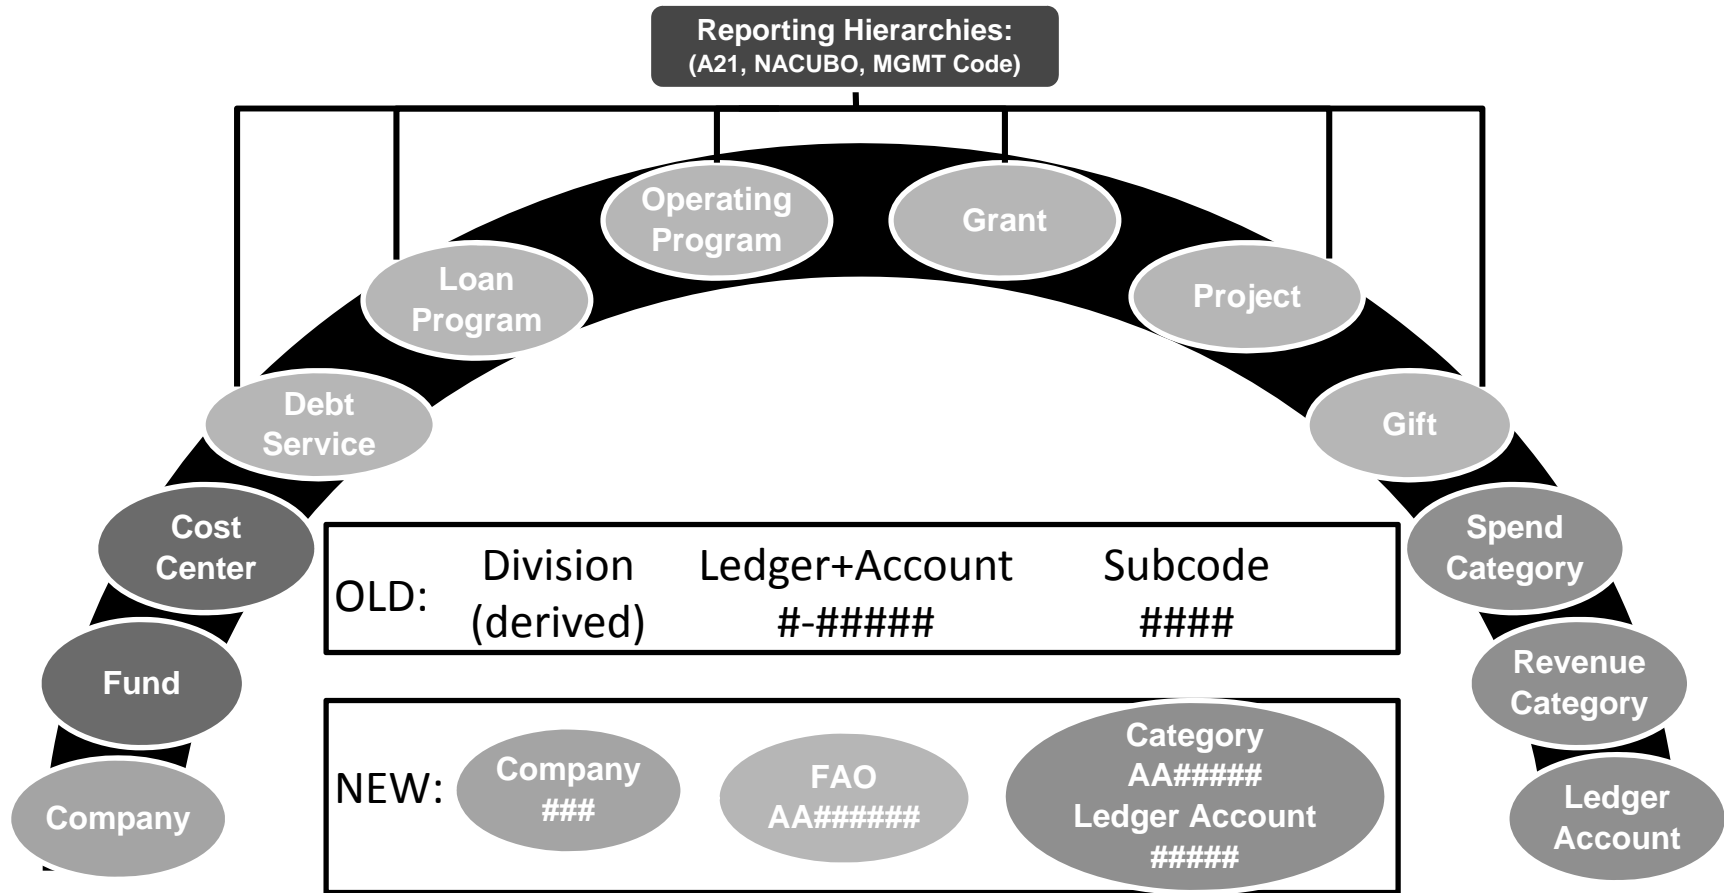 Reporting Hierarchies:
(A21, NACUBO, MGMT Code)
Operating
Program
Grant
Loan
Program
Project
Debt
Service
Gift
Cost
Center
Spend
Category
Fund
Revenue
Category
Company
Ledger
Account
OLD:
Division
(derived)
Ledger+Account
#-#####
Subcode
####
NEW:
Company
###
FAO
AA######
Category
AA#####
Ledger Account
#####